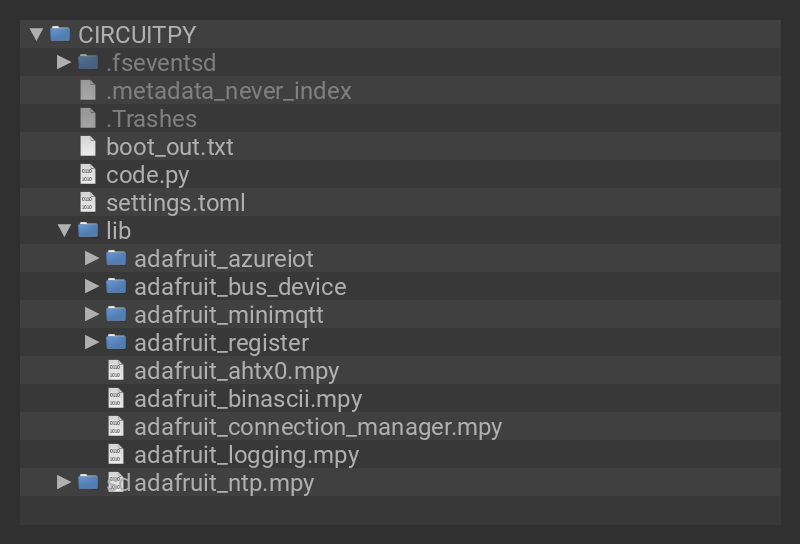 CIRCUITPY
.fseventsd
.metadata_never_index
.Trashes
boot_out.txt
code.py
settings.toml
lib
adafruit_azureiot
adafruit_bus_device
adafruit_minimqtt
adafruit_register
adafruit_ahtx0.mpy
adafruit_binascii.mpy
adafruit_connection_manager.mpy
adafruit_logging.mpy
adafruit_ntp.mpy